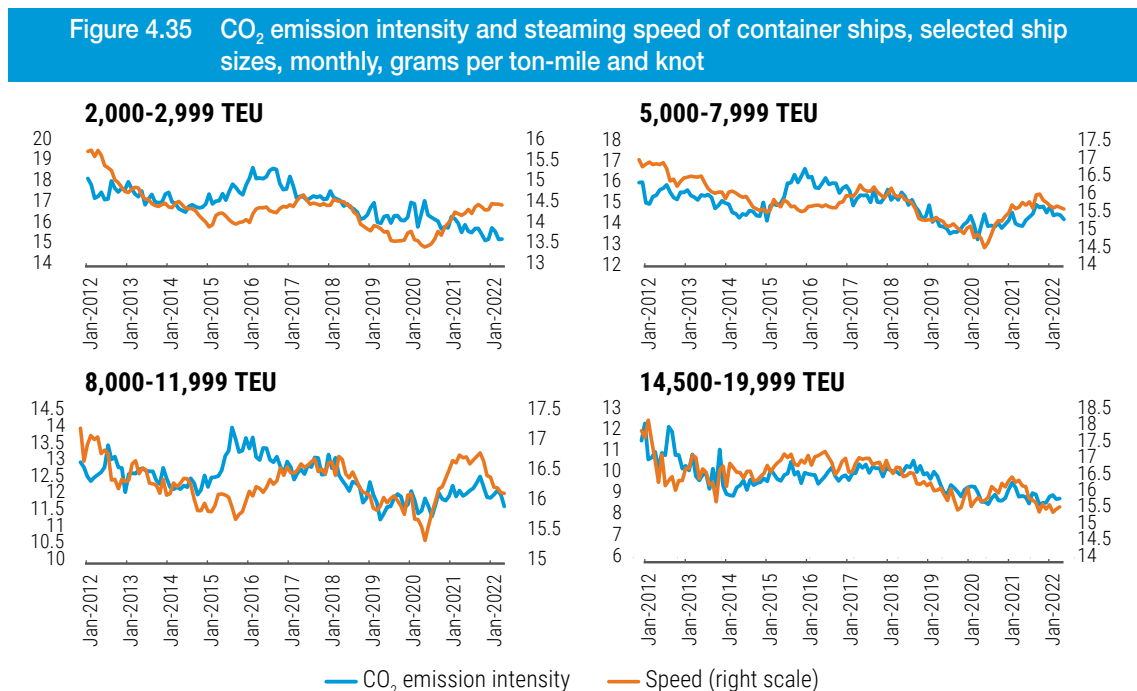 Figure 4.35 CO₂ emission intensity and steaming speed of container ships, selected ship
sizes, monthly, grams per ton-mile and knot
2,000-2,999 TEU
20
19
18
17
16
15
14
16
15.5
15
14.5
14
13.5
13
Jan-2012
Jan-2013
Jan-2014
Jan-2015
Jan-2016
Jan-2017
Jan-2018
Jan-2019
Jan-2020
Jan-2021
Jan-2022
5,000-7,999 TEU
18
17
16
15
14
13
12
17.5
17
16.5
16
15.5
15
14.5
14
Jan-2012
Jan-2013
Jan-2014
Jan-2015
Jan-2016
Jan-2017
Jan-2018
Jan-2019
Jan-2020
Jan-2021
Jan-2022
8,000-11,999 TEU
14.5
14
13.5
13
12.5
12
11.5
11
10.5
10
17.5
17
16.5
16
15.5
15
Jan-2012
Jan-2013
Jan-2014
Jan-2015
Jan-2016
Jan-2017
Jan-2018
Jan-2019
Jan-2020
Jan-2021
Jan-2022
14,500-19,999 TEU
13
12
11
10
9
8
7
6
18.5
18
17.5
17
16.5
16
15.5
15
14.5
14
Jan-2012
Jan-2013
Jan-2014
Jan-2015
Jan-2016
Jan-2017
Jan-2018
Jan-2019
Jan-2020
Jan-2021
Jan-2022
CO₂ emission intensity
Speed (right scale)